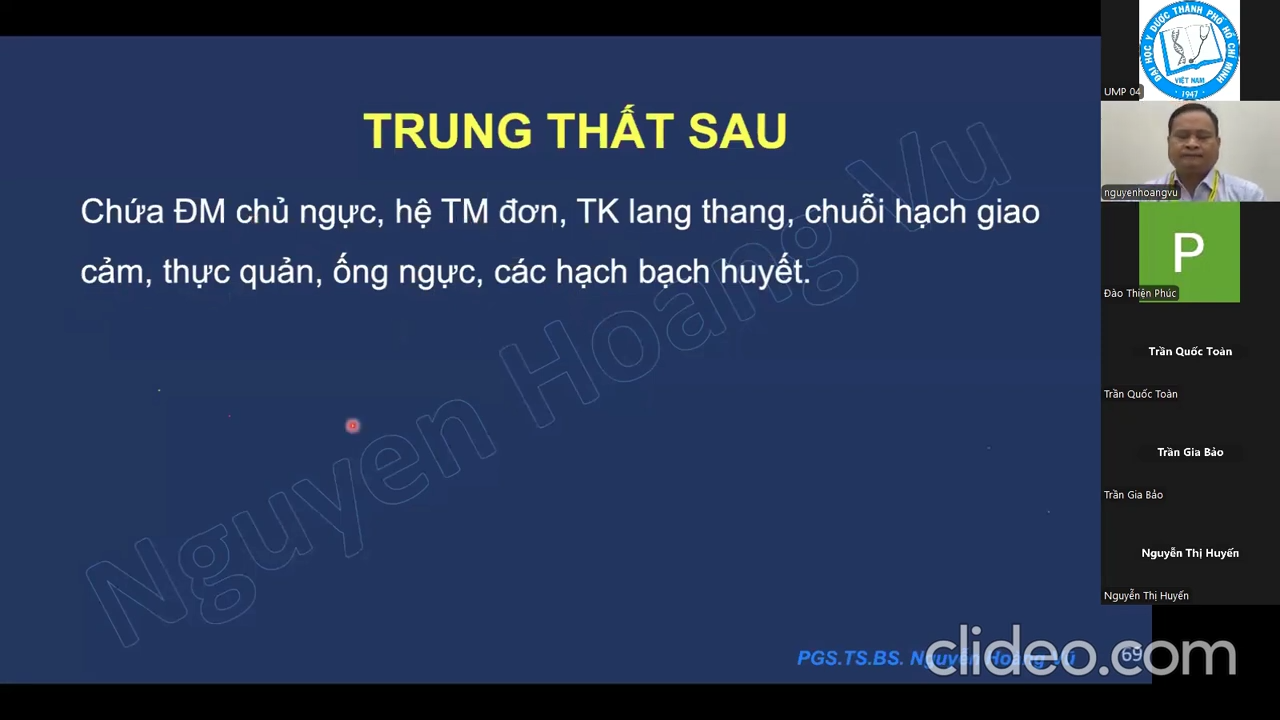 TRUNG THẤT SAU
Chứa ĐM chủ ngực, hệ TM đơn, TK lang thang, chuỗi hạch giao
cảm, thực quản, ống ngực, các hạch bạch huyết.
Nguyen Hoang Vu
PGS.TS.BS. Nguyễn Hoàng Vũ
69
clideo.com
ĐẠI HỌC Y DƯỢC THÀNH PHỐ HỒ CHÍ MINH
VIỆT NAM
1947
UMP 04
nguyenhoangvu
P
Đào Thiện Phúc
Trần Quốc Toàn
Trần Quốc Toàn
Trần Gia Bảo
Trần Gia Bảo
Nguyễn Thị Huyến
Nguyễn Thị Huyến